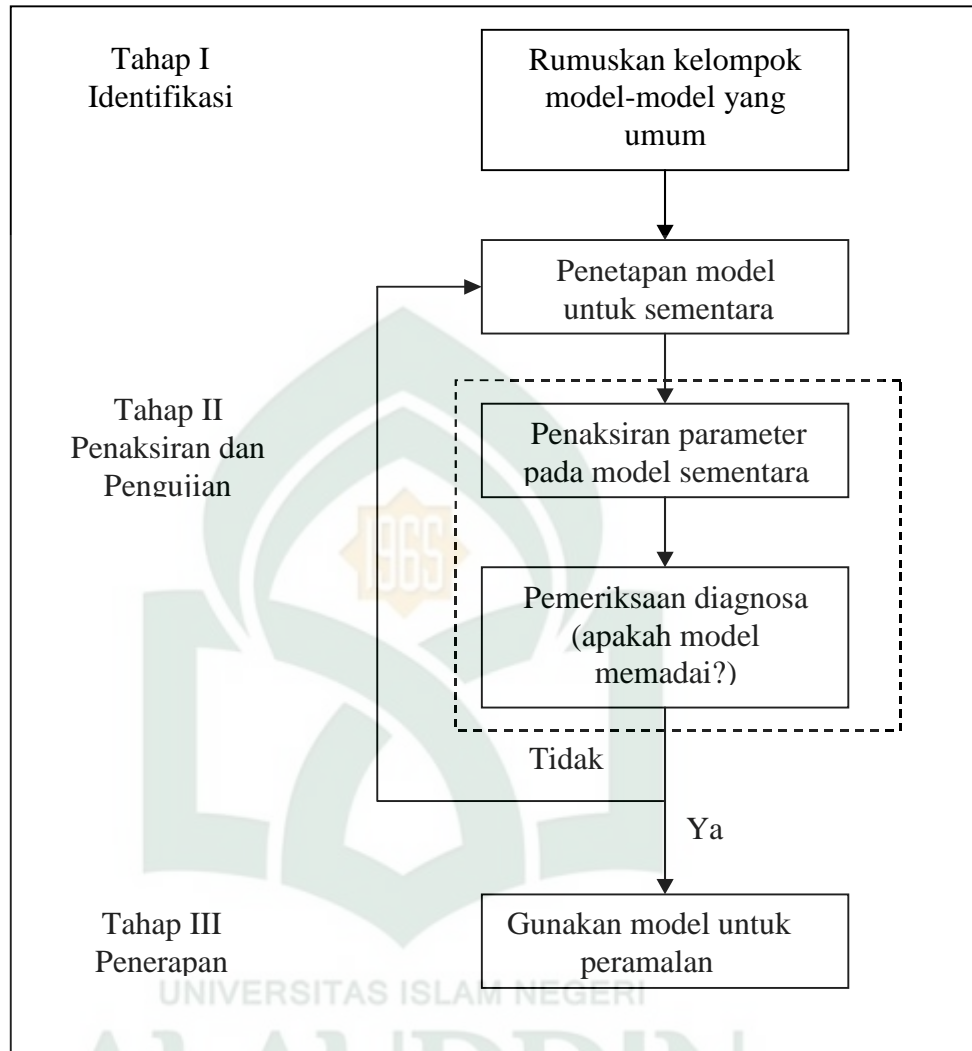 Tahap I
Identifikasi
Rumuskan kelompok
model-model yang
umum
Penetapan model
untuk sementara
Tahap II
Penaksiran dan
Pengujian
Penaksiran parameter
pada model sementara
1965
Pemeriksaan diagnosa
(apakah model
memadai?)
Tidak
Ya
Tahap III
Penerapan
Gunakan model untuk
peramalan
UNIVERSITAS ISLAM NEGERI
ALAUDDIN